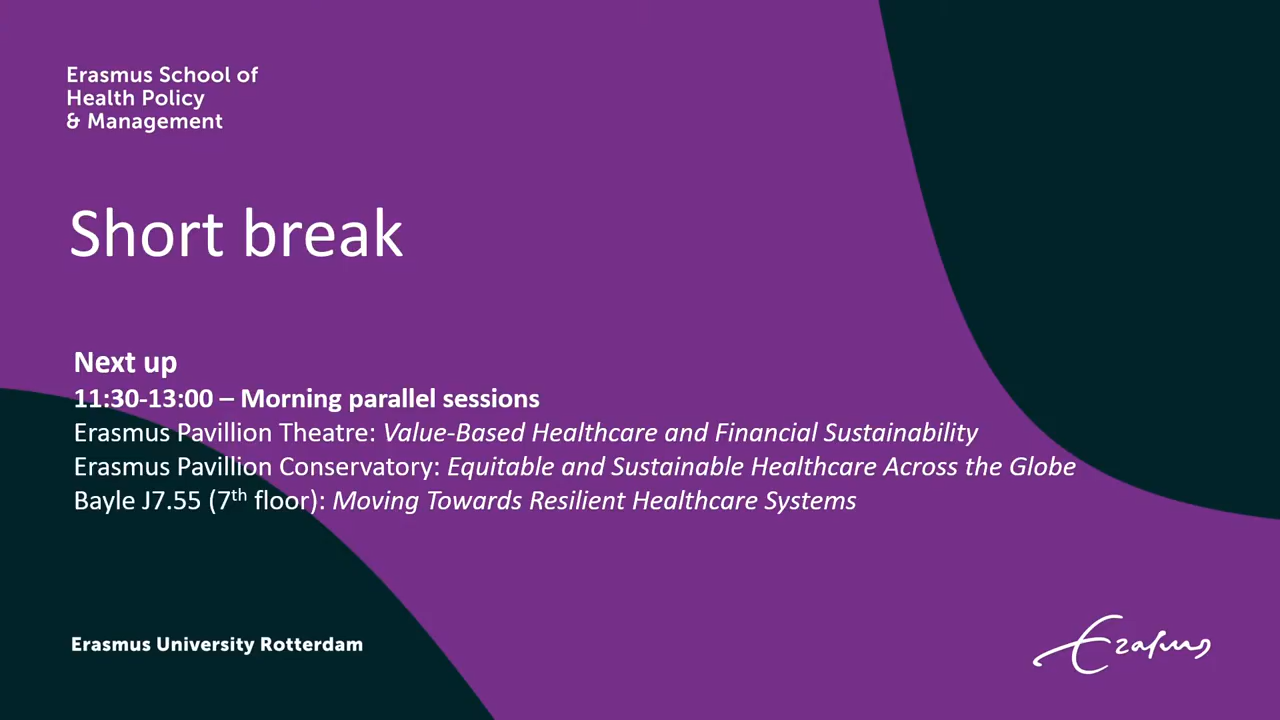 Erasmus School of
Health Policy
& Management
Short break
Next up
11:30-13:00 – Morning parallel sessions
Erasmus Pavillion Theatre: Value-Based Healthcare and Financial Sustainability
Erasmus Pavillion Conservatory: Equitable and Sustainable Healthcare Across the Globe
Bayle J7.55 (7th floor): Moving Towards Resilient Healthcare Systems
Erasmus University Rotterdam
Erasmus